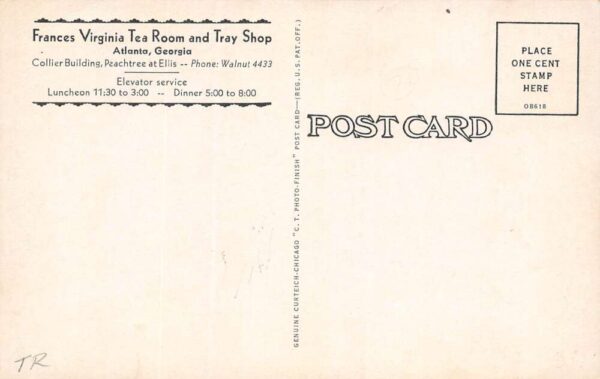 Frances Virginia Tea Room and Tray Shop
Atlanta, Georgia
Collier Building, Peachtree at Ellis -- Phone: Walnut 4433
Elevator service
Luncheon 11:30 to 3:00 -- Dinner 5:00 to 8:00
GENUINE CURTEICH-CHICAGO "C. T. PHOTO-FINISH" POST CARD—(REG. U. S. PAT. OFF.)
POST CARD
PLACE
ONE CENT
STAMP
HERE
OB618
TR